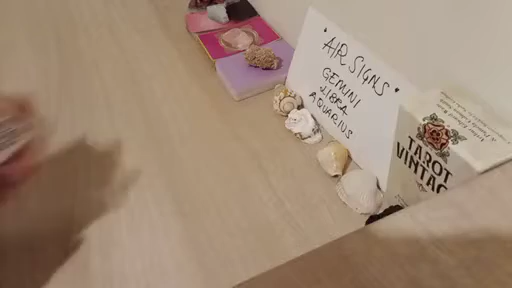 "AIR SIGNS"
GEMINI
LIBRA
AQUARIUS
TAROT
VINTAG